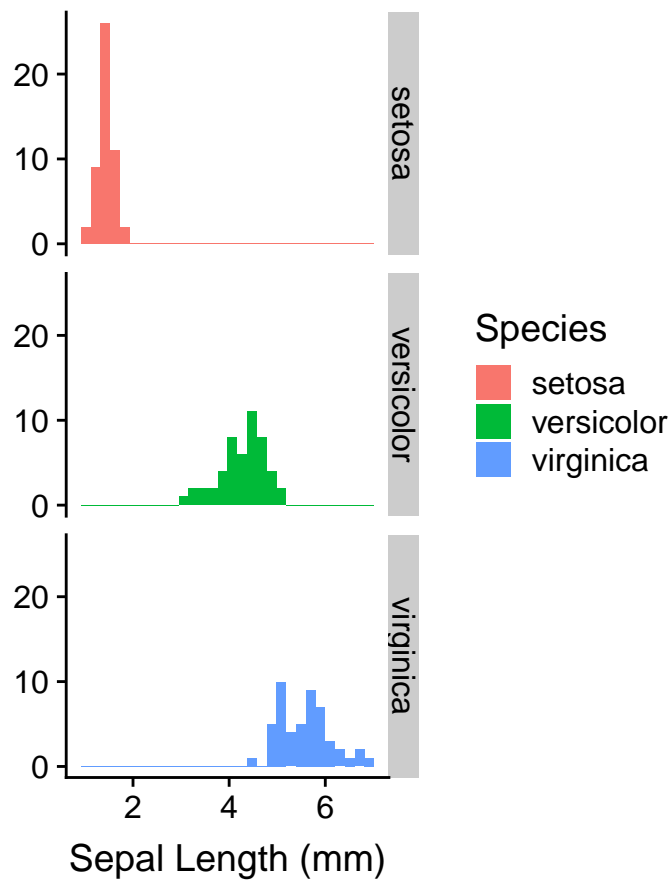 20
10
0
setosa
20
10
0
versicolor
20
10
0
virginica
2 4 6
Sepal Length (mm)
Species
setosa
versicolor
virginica